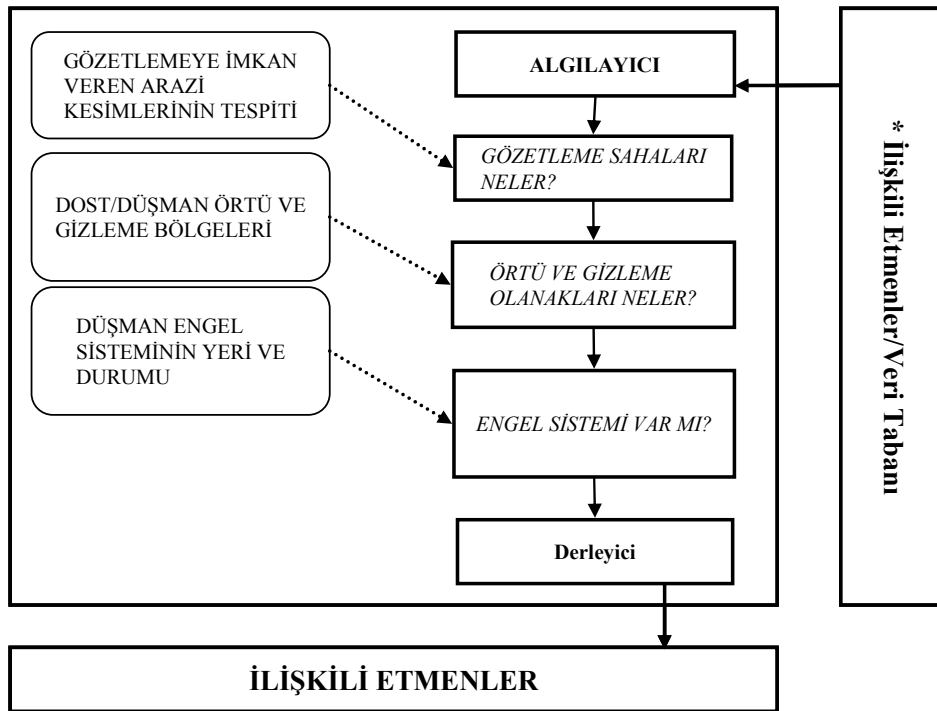 GÖZETLEMEYE İMKAN
VEREN ARAZİ
KESİMLERİNİN TESPİTİ
ALGILAYICI
GÖZETLEME SAHALARI
NELER?
DOST/DÜŞMAN ÖRTÜ VE
GİZLEME BÖLGELERİ
ÖRTÜ VE GİZLEME
OLANAKLARI NELER?
DÜŞMAN ENGEL
SİSTEMİNİN YERİ VE
DURUMU
ENGEL SİSTEMİ VAR MI?
Derleyici
* İlişkili Etmenler/Veri Tabanı
İLİŞKİLİ ETMENLER